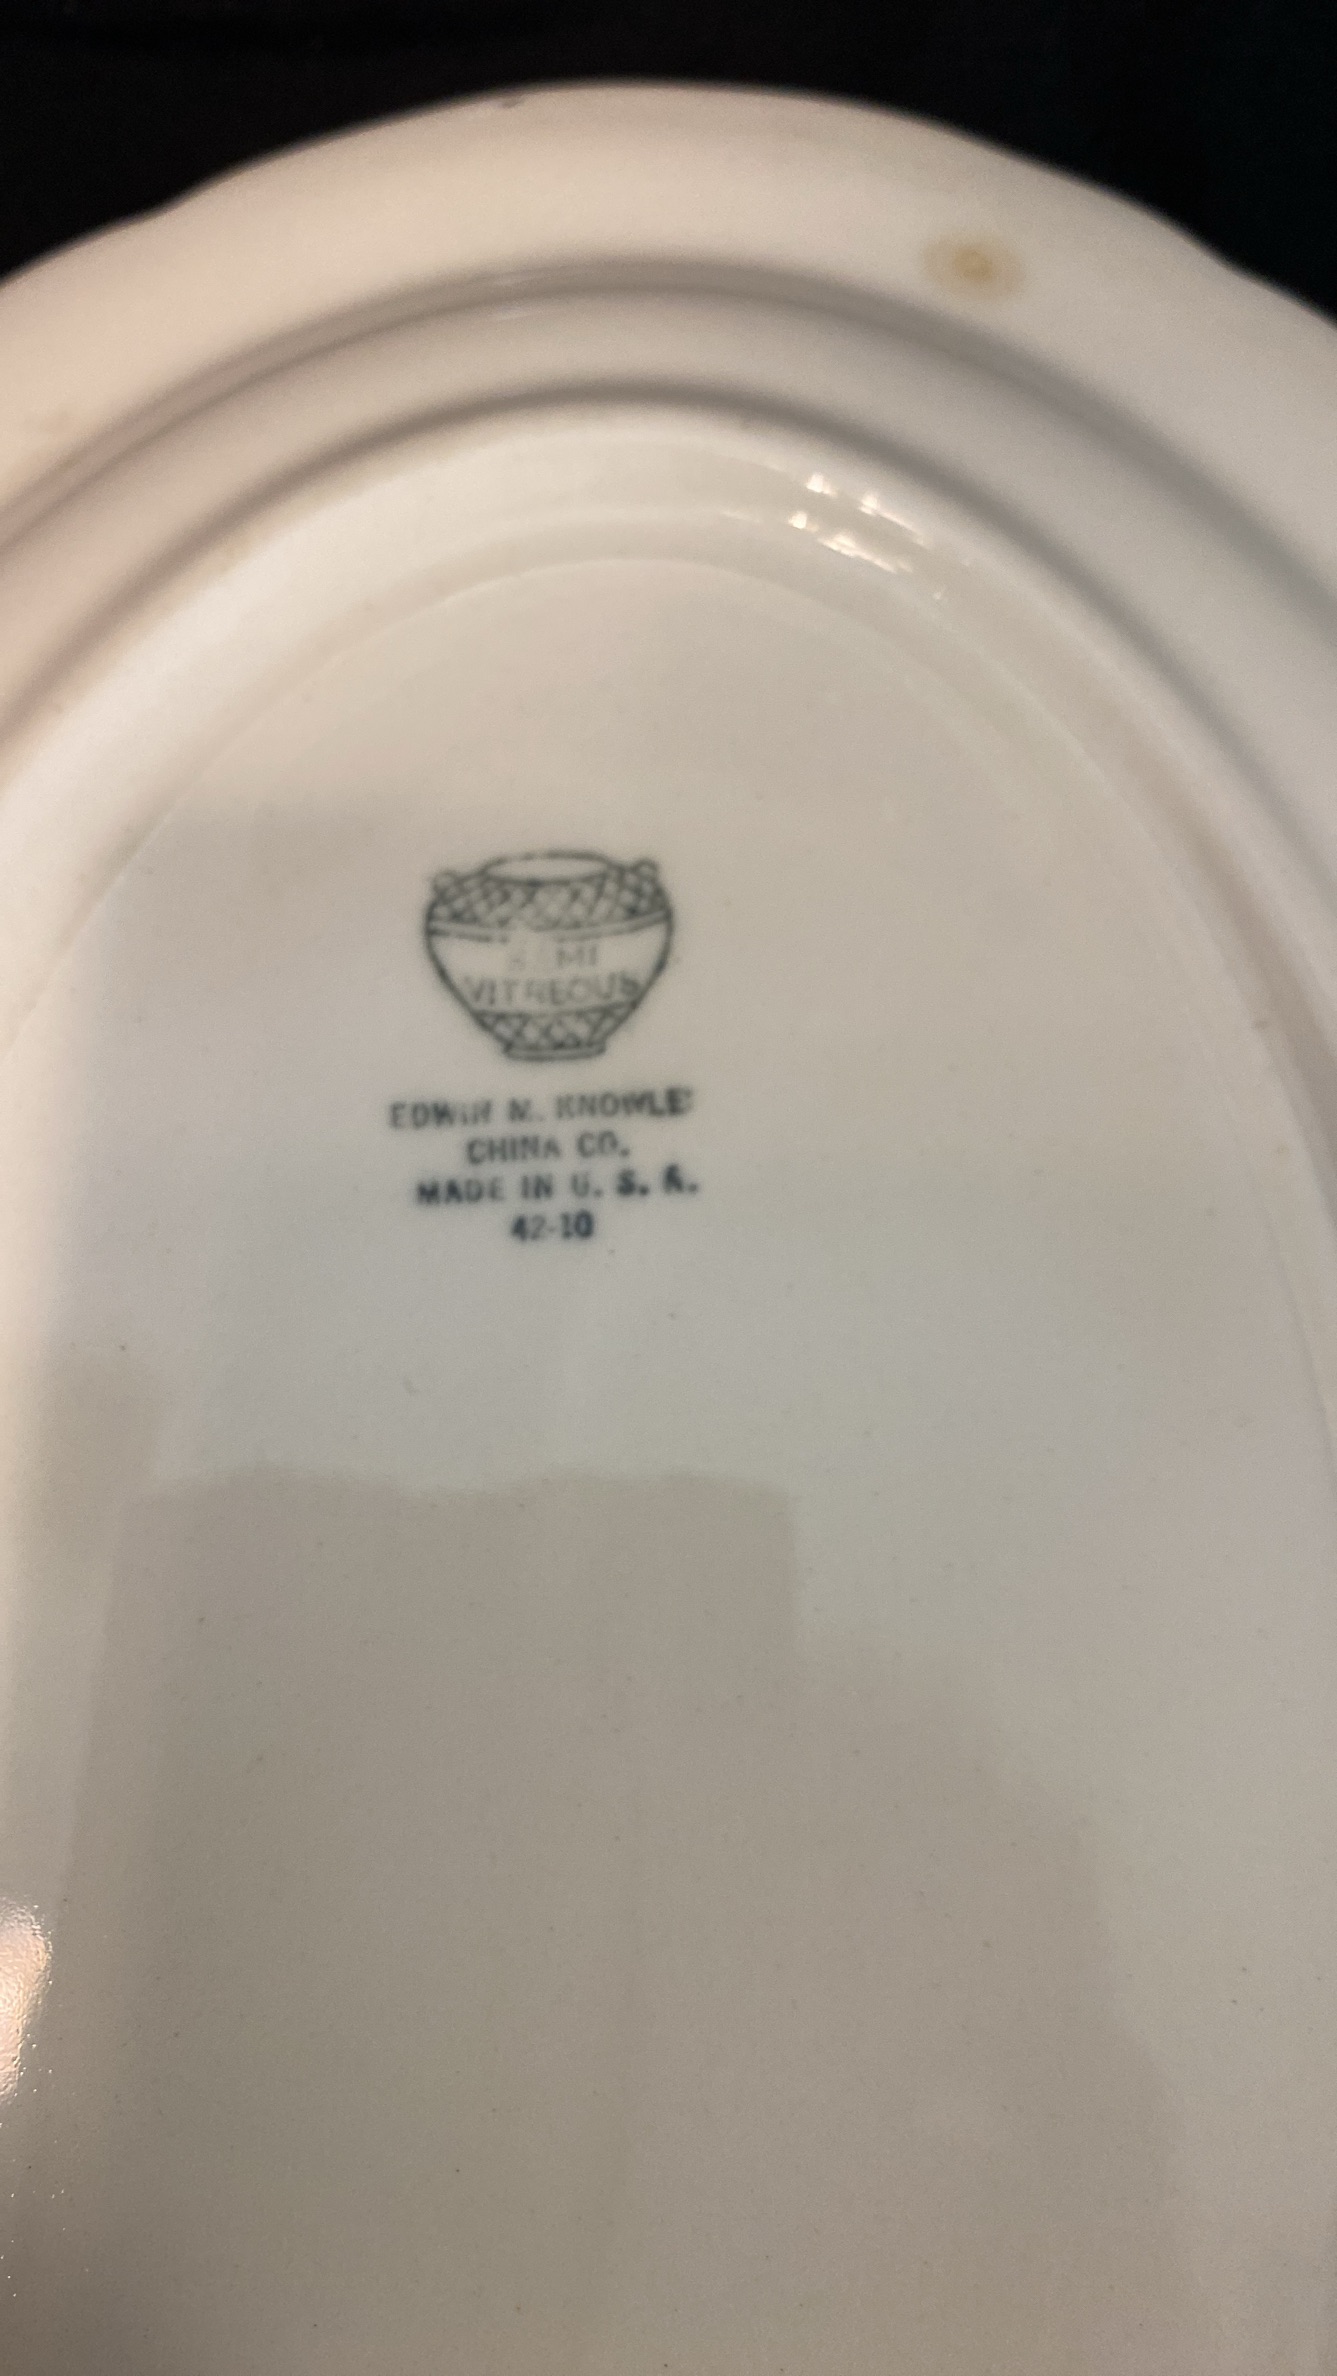 SEMI
VITREOUS
EDWIN M. KNOWLES
CHINA CO.
MADE IN U. S. A.
42-10